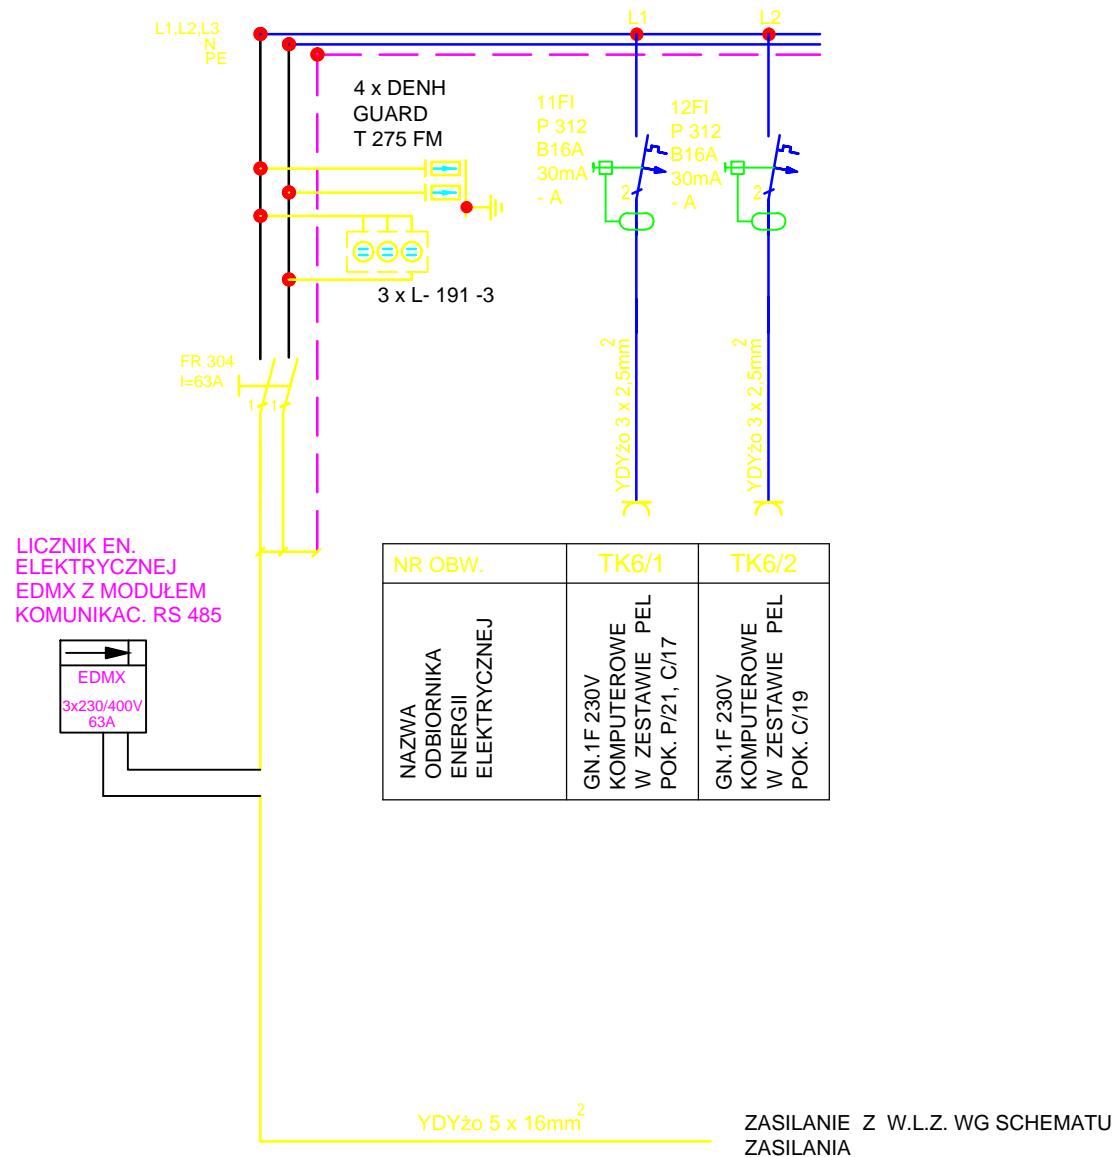 L1,L2,L3
N
PE
L1
L2
4 x DENH
GUARD
T 275 FM
11FI
P 312
B16A
30mA
- A
2
12FI
P 312
B16A
30mA
- A
2
3 x L- 191 -3
FR 304
I=63A
1
1
YDYżo 3 x 2,5mm²
YDYżo 3 x 2,5mm²
LICZNIK EN.
ELEKTRYCZNEJ
EDMX Z MODUŁEM
KOMUNIKAC. RS 485
EDMX
3x230/400V
63A
NR OBW.
TK6/1
TK6/2
NAZWA
ODBIORNIKA
ENERGII
ELEKTRYCZNEJ
GN.1F 230V
KOMPUTEROWE
W ZESTAWIE PEL
POK. P/21, C/17
GN.1F 230V
KOMPUTEROWE
W ZESTAWIE PEL
POK. C/19
YDYżo 5 x 16mm²
ZASILANIE Z W.L.Z. WG SCHEMATU
ZASILANIA